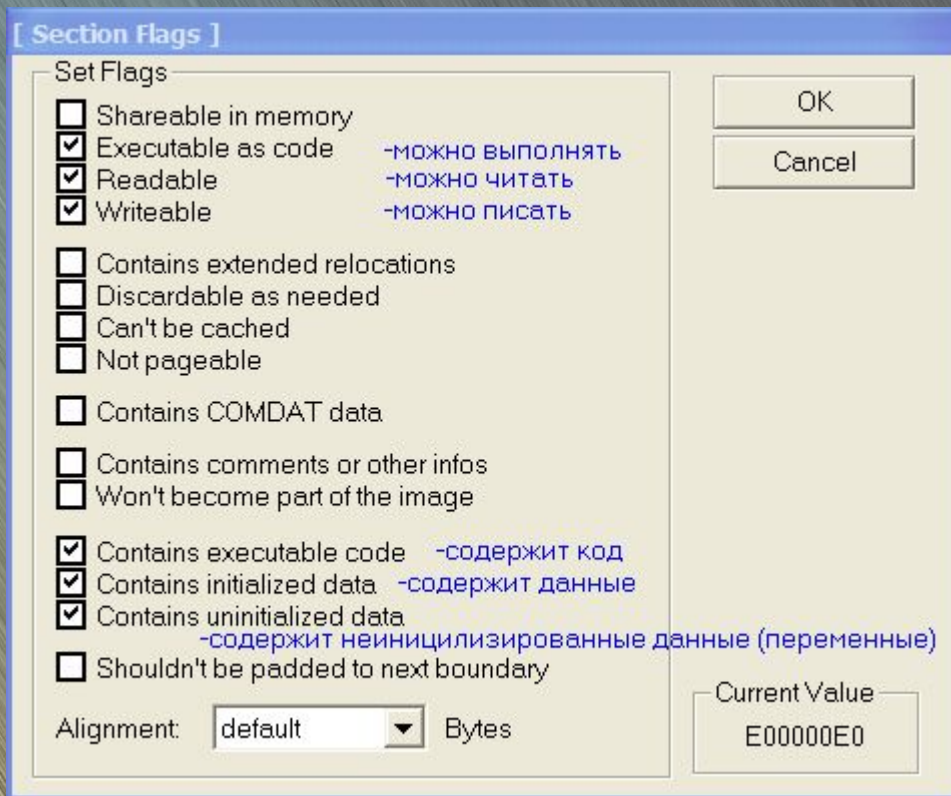 [ Section Flags ]
Set Flags
Shareable in memory
Executable as code -можно выполнять
Readable -можно читать
Writeable -можно писать
Contains extended relocations
Discardable as needed
Can't be cached
Not pageable
Contains COMDAT data
Contains comments or other infos
Won't become part of the image
Contains executable code -содержит код
Contains initialized data -содержит данные
Contains uninitialized data
-содержит неиницилизированные данные (переменные)
Shouldn't be padded to next boundary
Alignment: default Bytes
OK
Cancel
Current Value
E00000E0